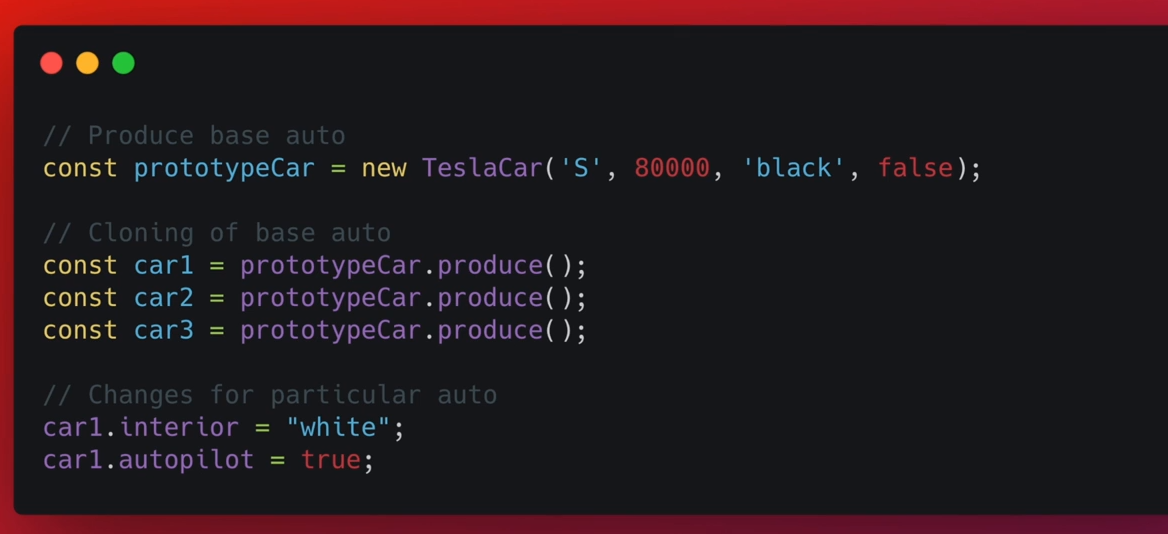 // Produce base auto
const prototypeCar = new TeslaCar('S', 80000, 'black', false);
// Cloning of base auto
const car1 = prototypeCar.produce();
const car2 = prototypeCar.produce();
const car3 = prototypeCar.produce();
// Changes for particular auto
car1.interior = "white";
car1.autopilot = true;